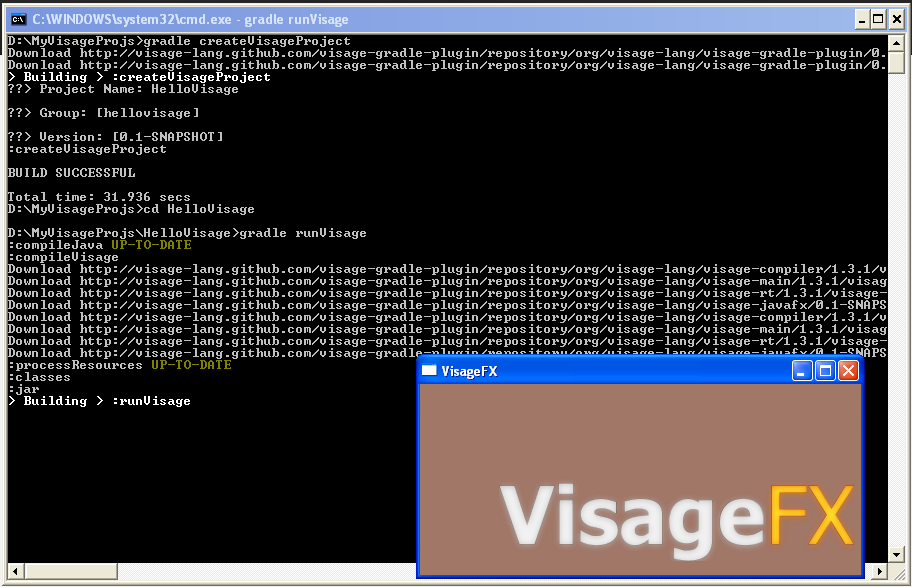 C:\WINDOWS\system32\cmd.exe - gradle runVisage
D:\MyVisageProjs>gradle createVisageProject
Download http://visage-lang.github.com/visage-gradle-plugin/repository/org/visage-lang/visage-gradle-plugin/0.
Download http://visage-lang.github.com/visage-gradle-plugin/repository/org/visage-lang/visage-gradle-plugin/0.
> Building > :createVisageProject
??> Project Name: HelloVisage
??> Group: [hellovisage]
??> Version: [0.1-SNAPSHOT]
:createVisageProject
BUILD SUCCESSFUL
Total time: 31.936 secs
D:\MyVisageProjs>cd HelloVisage
D:\MyVisageProjs\HelloVisage>gradle runVisage
:compileJava UP-TO-DATE
:compileVisage
Download http://visage-lang.github.com/visage-gradle-plugin/repository/org/visage-lang/visage-compiler/1.3.1/v
Download http://visage-lang.github.com/visage-gradle-plugin/repository/org/visage-lang/visage-main/1.3.1/visag
Download http://visage-lang.github.com/visage-gradle-plugin/repository/org/visage-lang/visage-rt/1.3.1/visage-
Download http://visage-lang.github.com/visage-gradle-plugin/repository/org/visage-lang/visage-javafx/0.1-SNAPS
Download http://visage-lang.github.com/visage-gradle-plugin/repository/org/visage-lang/visage-compiler/1.3.1/v
Download http://visage-lang.github.com/visage-gradle-plugin/repository/org/visage-lang/visage-main/1.3.1/visag
Download http://visage-lang.github.com/visage-gradle-plugin/repository/org/visage-lang/visage-rt/1.3.1/visage-
Download http://visage-lang.github.com/visage-gradle-plugin/repository/org/visage-lang/visage-javafx/0.1-SNAPS
:processResources UP-TO-DATE
:classes
:jar
> Building > :runVisage
VisageFX
VisageFX